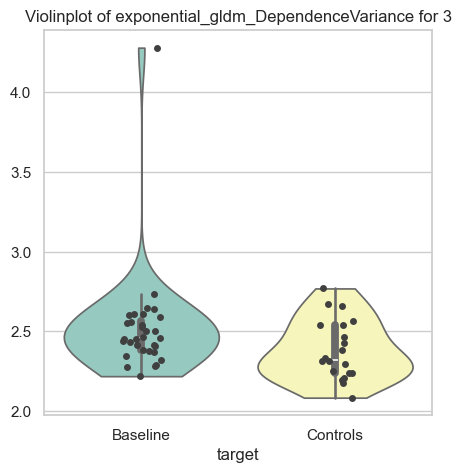 Violinplot of exponential_gldm_DependenceVariance for 3
4.0
3.5
3.0
2.5
2.0
Baseline Controls
target